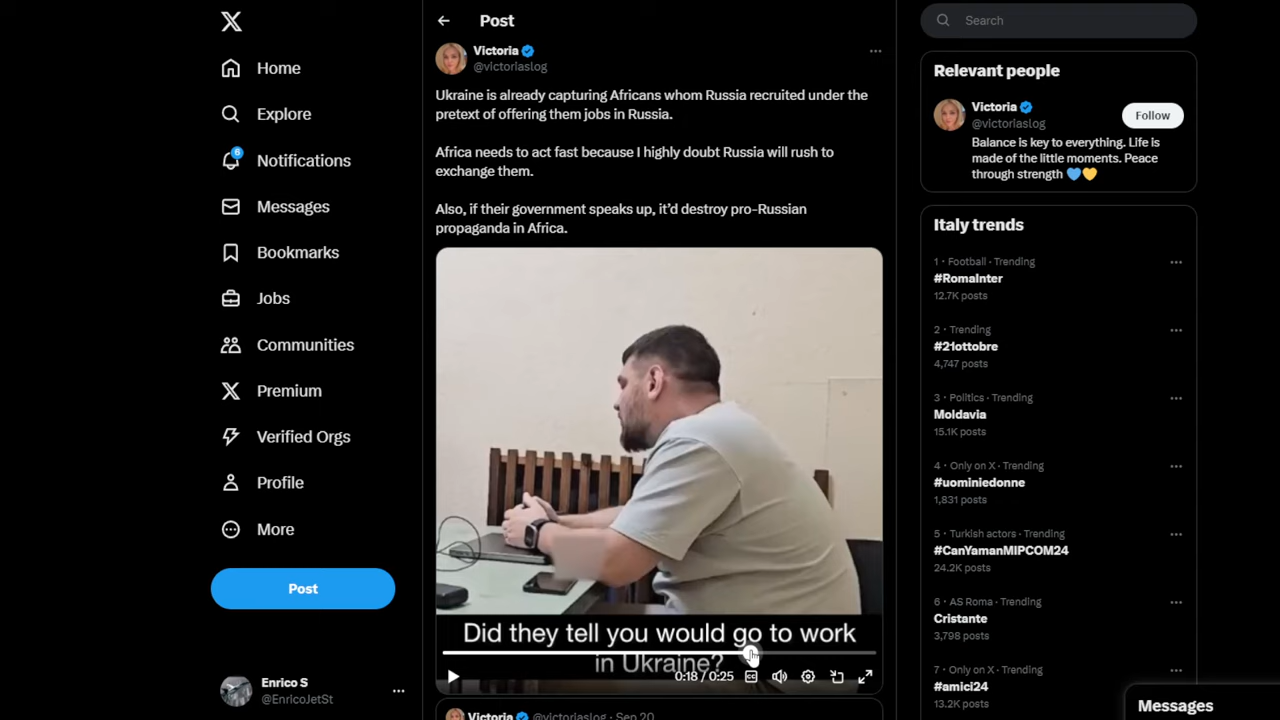 Home
Explore
6
Notifications
Messages
Bookmarks
Jobs
Communities
Premium
Verified Orgs
Profile
More
Post
Enrico S
@EnricoJetSt
Post
Victoria
@victoriaslog
Ukraine is already capturing Africans whom Russia recruited under the
pretext of offering them jobs in Russia.
Africa needs to act fast because I highly doubt Russia will rush to
exchange them.
Also, if their government speaks up, it'd destroy pro-Russian
propaganda in Africa.
Did they tell you would go to work
in Ukraine?
0:18 / 0:25
CC
Victoria @victoriaslog · Sep 20
Search
Relevant people
Victoria
@victoriaslog
Follow
Balance is key to everything. Life is
made of the little moments. Peace
through strength 💙💛
Italy trends
1 · Football · Trending
#RomaInter
12.7K posts
2 · Trending
#21ottobre
4,747 posts
3 · Politics · Trending
Moldavia
15.1K posts
4 · Only on X · Trending
#uominiedonne
1,831 posts
5 · Turkish actors · Trending
#CanYamanMIPCOM24
24.2K posts
6 · AS Roma · Trending
Cristante
3,798 posts
7 · Only on X · Trending
#amici24
13.2K posts
Messages